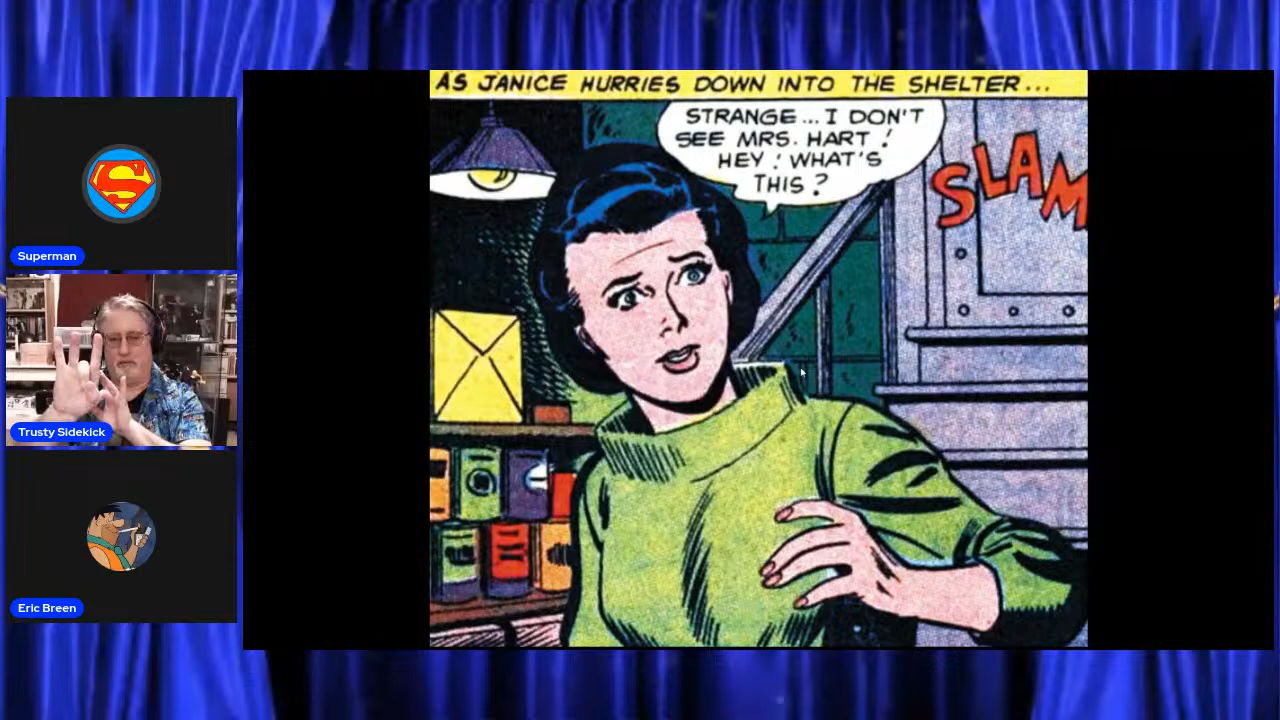 AS JANICE HURRIES DOWN INTO THE SHELTER...
STRANGE...I DON'T
SEE MRS. HART!
HEY! WHAT'S
THIS?
SLAM
Superman
Trusty Sidekick
Eric Breen